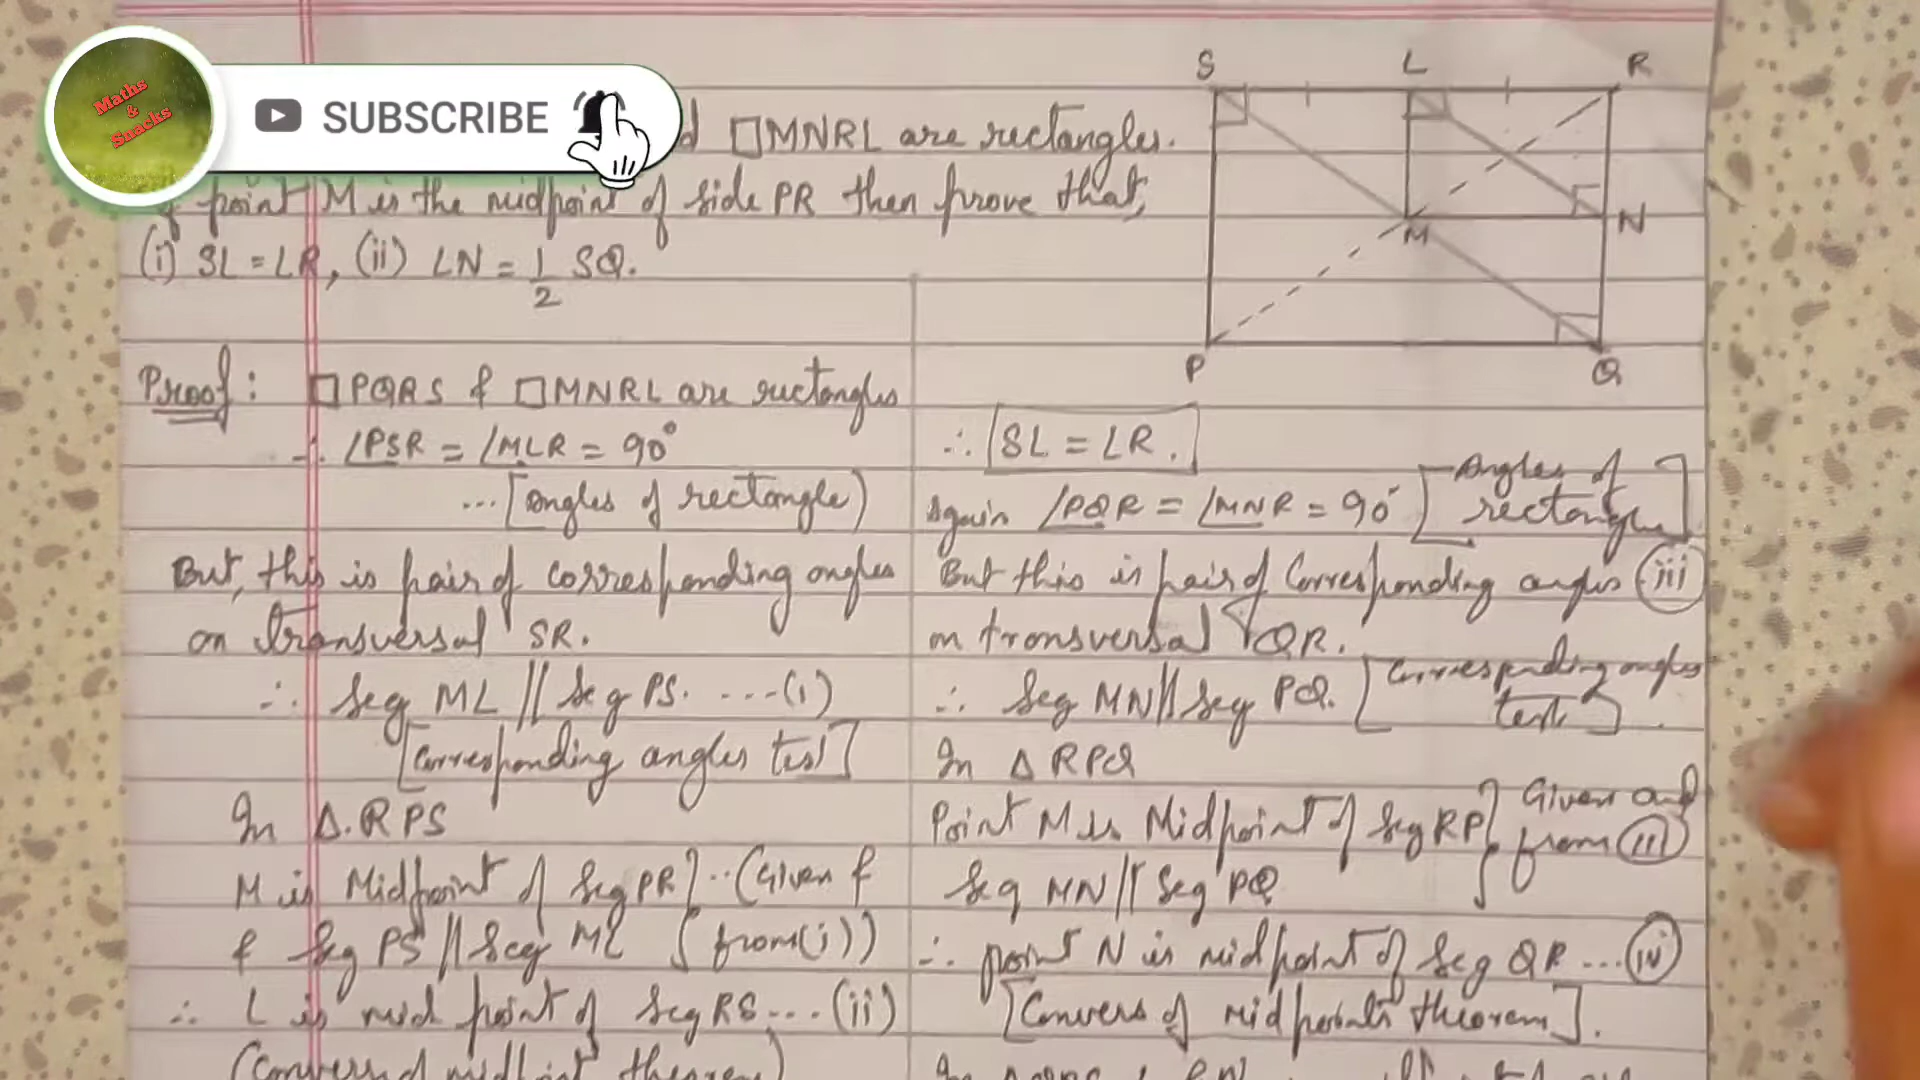 Maths
&
Snacks
SUBSCRIBE
□MNRL are rectangles.
point M is the midpoint of side PR then prove that,
(i) SL = LR, (ii) LN = 1/2 SQ.
S L R
M N
P Q
Proof: □PQRS & □MNRL are rectangles
∴ ∠PSR = ∠MLR = 90°
...[angles of rectangle)
But, this is pair of corresponding angles
on transversal SR.
∴ seg ML || seg PS. ---(i)
[Corresponding angles test]
In Δ.RPS
M is Midpoint of seg PR] ..(Given &
& seg PS || seg ML from(i))
∴ L is mid point of seg RS...(ii)
midpoint theorem)
∴ SL = LR.
again ∠PQR = ∠MNR = 90° [Angles of rectangle]
But this is pair of Corresponding angles (iii)
on transversal QR.
∴ seg MN || seg PQ. [Corresponding angles test]
In Δ RPQ
Point M is Midpoint of seg RP] Given and
seg MN || seg PQ from (iii)
∴ point N is midpoint of seg QR ...(iv)
[Convers of midpoint theorem].
In